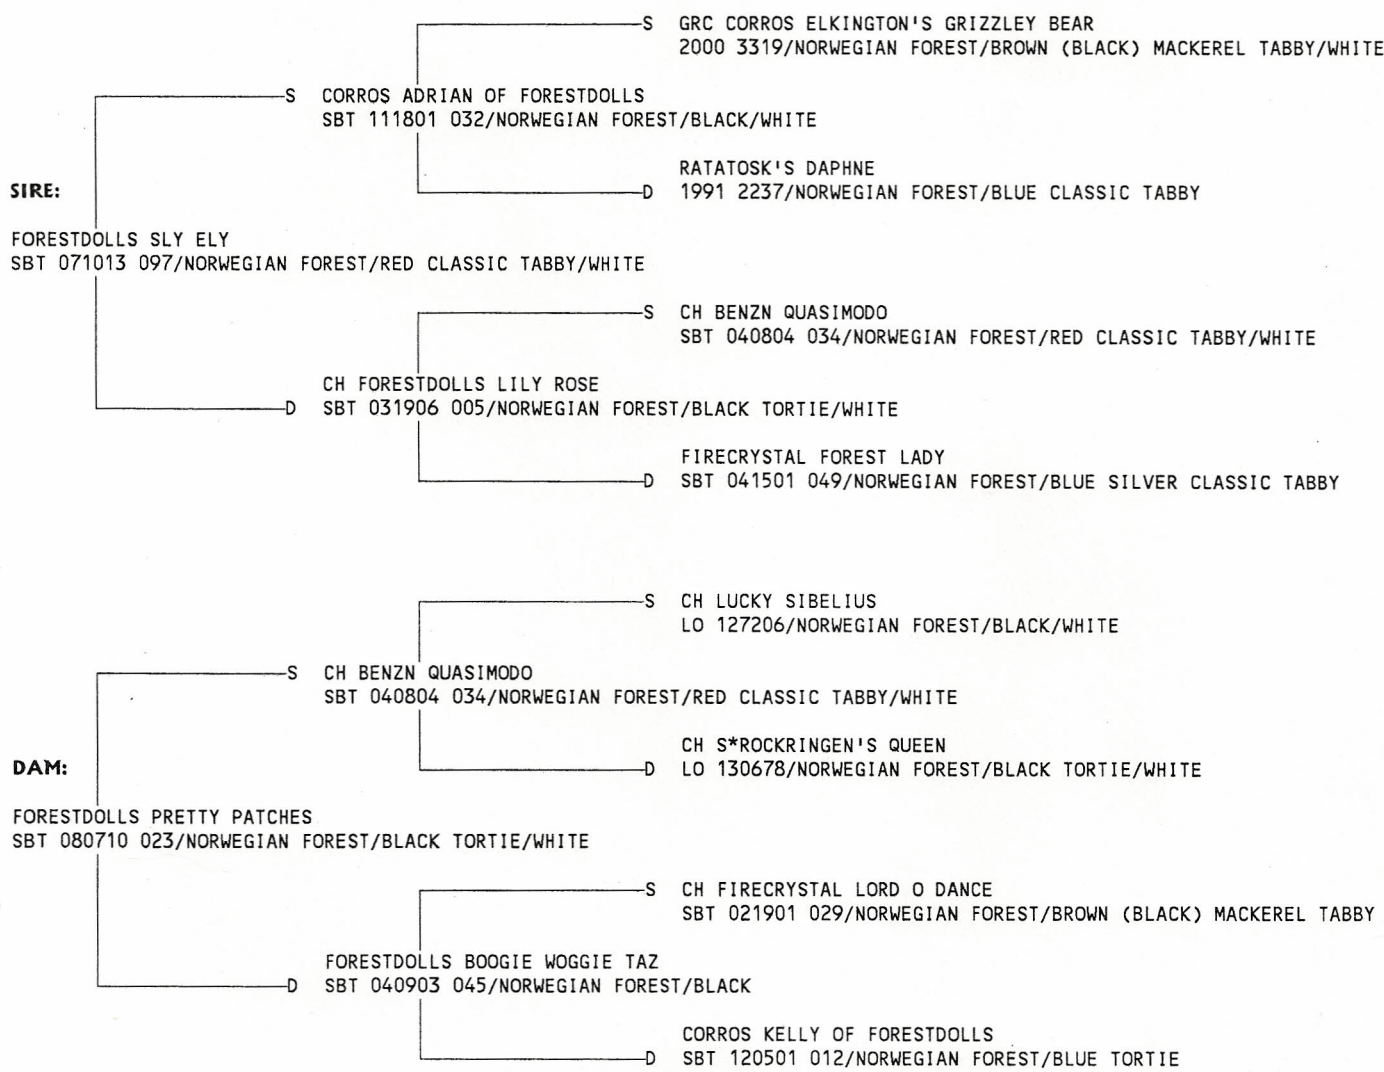 S GRC CORROS ELKINGTON'S GRIZZLEY BEAR
2000 3319/NORWEGIAN FOREST/BROWN (BLACK) MACKEREL TABBY/WHITE
S CORROS ADRIAN OF FORESTDOLLS
SBT 111801 032/NORWEGIAN FOREST/BLACK/WHITE
RATATOSK'S DAPHNE
D 1991 2237/NORWEGIAN FOREST/BLUE CLASSIC TABBY
SIRE:
FORESTDOLLS SLY ELY
SBT 071013 097/NORWEGIAN FOREST/RED CLASSIC TABBY/WHITE
S CH BENZN QUASIMODO
SBT 040804 034/NORWEGIAN FOREST/RED CLASSIC TABBY/WHITE
CH FORESTDOLLS LILY ROSE
D SBT 031906 005/NORWEGIAN FOREST/BLACK TORTIE/WHITE
FIRECRYSTAL FOREST LADY
D SBT 041501 049/NORWEGIAN FOREST/BLUE SILVER CLASSIC TABBY
S CH LUCKY SIBELIUS
LO 127206/NORWEGIAN FOREST/BLACK/WHITE
S CH BENZN QUASIMODO
SBT 040804 034/NORWEGIAN FOREST/RED CLASSIC TABBY/WHITE
CH S*ROCKRINGEN'S QUEEN
D LO 130678/NORWEGIAN FOREST/BLACK TORTIE/WHITE
DAM:
FORESTDOLLS PRETTY PATCHES
SBT 080710 023/NORWEGIAN FOREST/BLACK TORTIE/WHITE
S CH FIRECRYSTAL LORD O DANCE
SBT 021901 029/NORWEGIAN FOREST/BROWN (BLACK) MACKEREL TABBY
FORESTDOLLS BOOGIE WOGGIE TAZ
D SBT 040903 045/NORWEGIAN FOREST/BLACK
CORROS KELLY OF FORESTDOLLS
D SBT 120501 012/NORWEGIAN FOREST/BLUE TORTIE